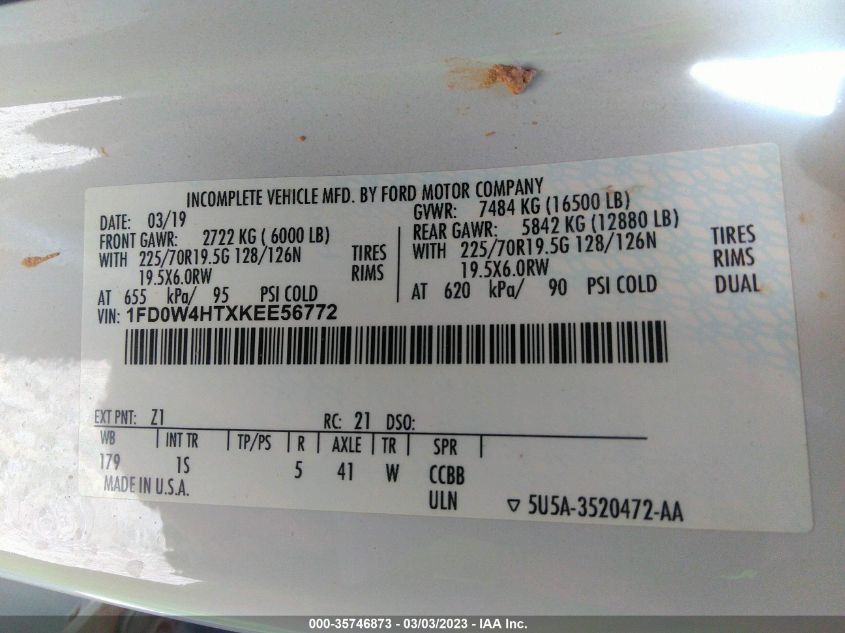 INCOMPLETE VEHICLE MFD. BY FORD MOTOR COMPANY
DATE: 03/19
GVWR: 7484 KG (16500 LB)
FRONT GAWR: 2722 KG ( 6000 LB)
REAR GAWR: 5842 KG (12880 LB)
WITH 225/70R19.5G 128/126N TIRES
WITH 225/70R19.5G 128/126N TIRES
19.5X6.0RW RIMS
19.5X6.0RW RIMS
AT 655 kPa/ 95 PSI COLD
AT 620 kPa/ 90 PSI COLD DUAL
VIN: 1FD0W4HTXKEE56772
EXT PNT: Z1 RC: 21 DSO:
WB INT TR TP/PS R AXLE TR SPR
179 1S 5 41 W CCBB
MADE IN U.S.A. ULN ▽ 5U5A-3520472-AA
000-35746873 — 03/03/2023 — IAA Inc.